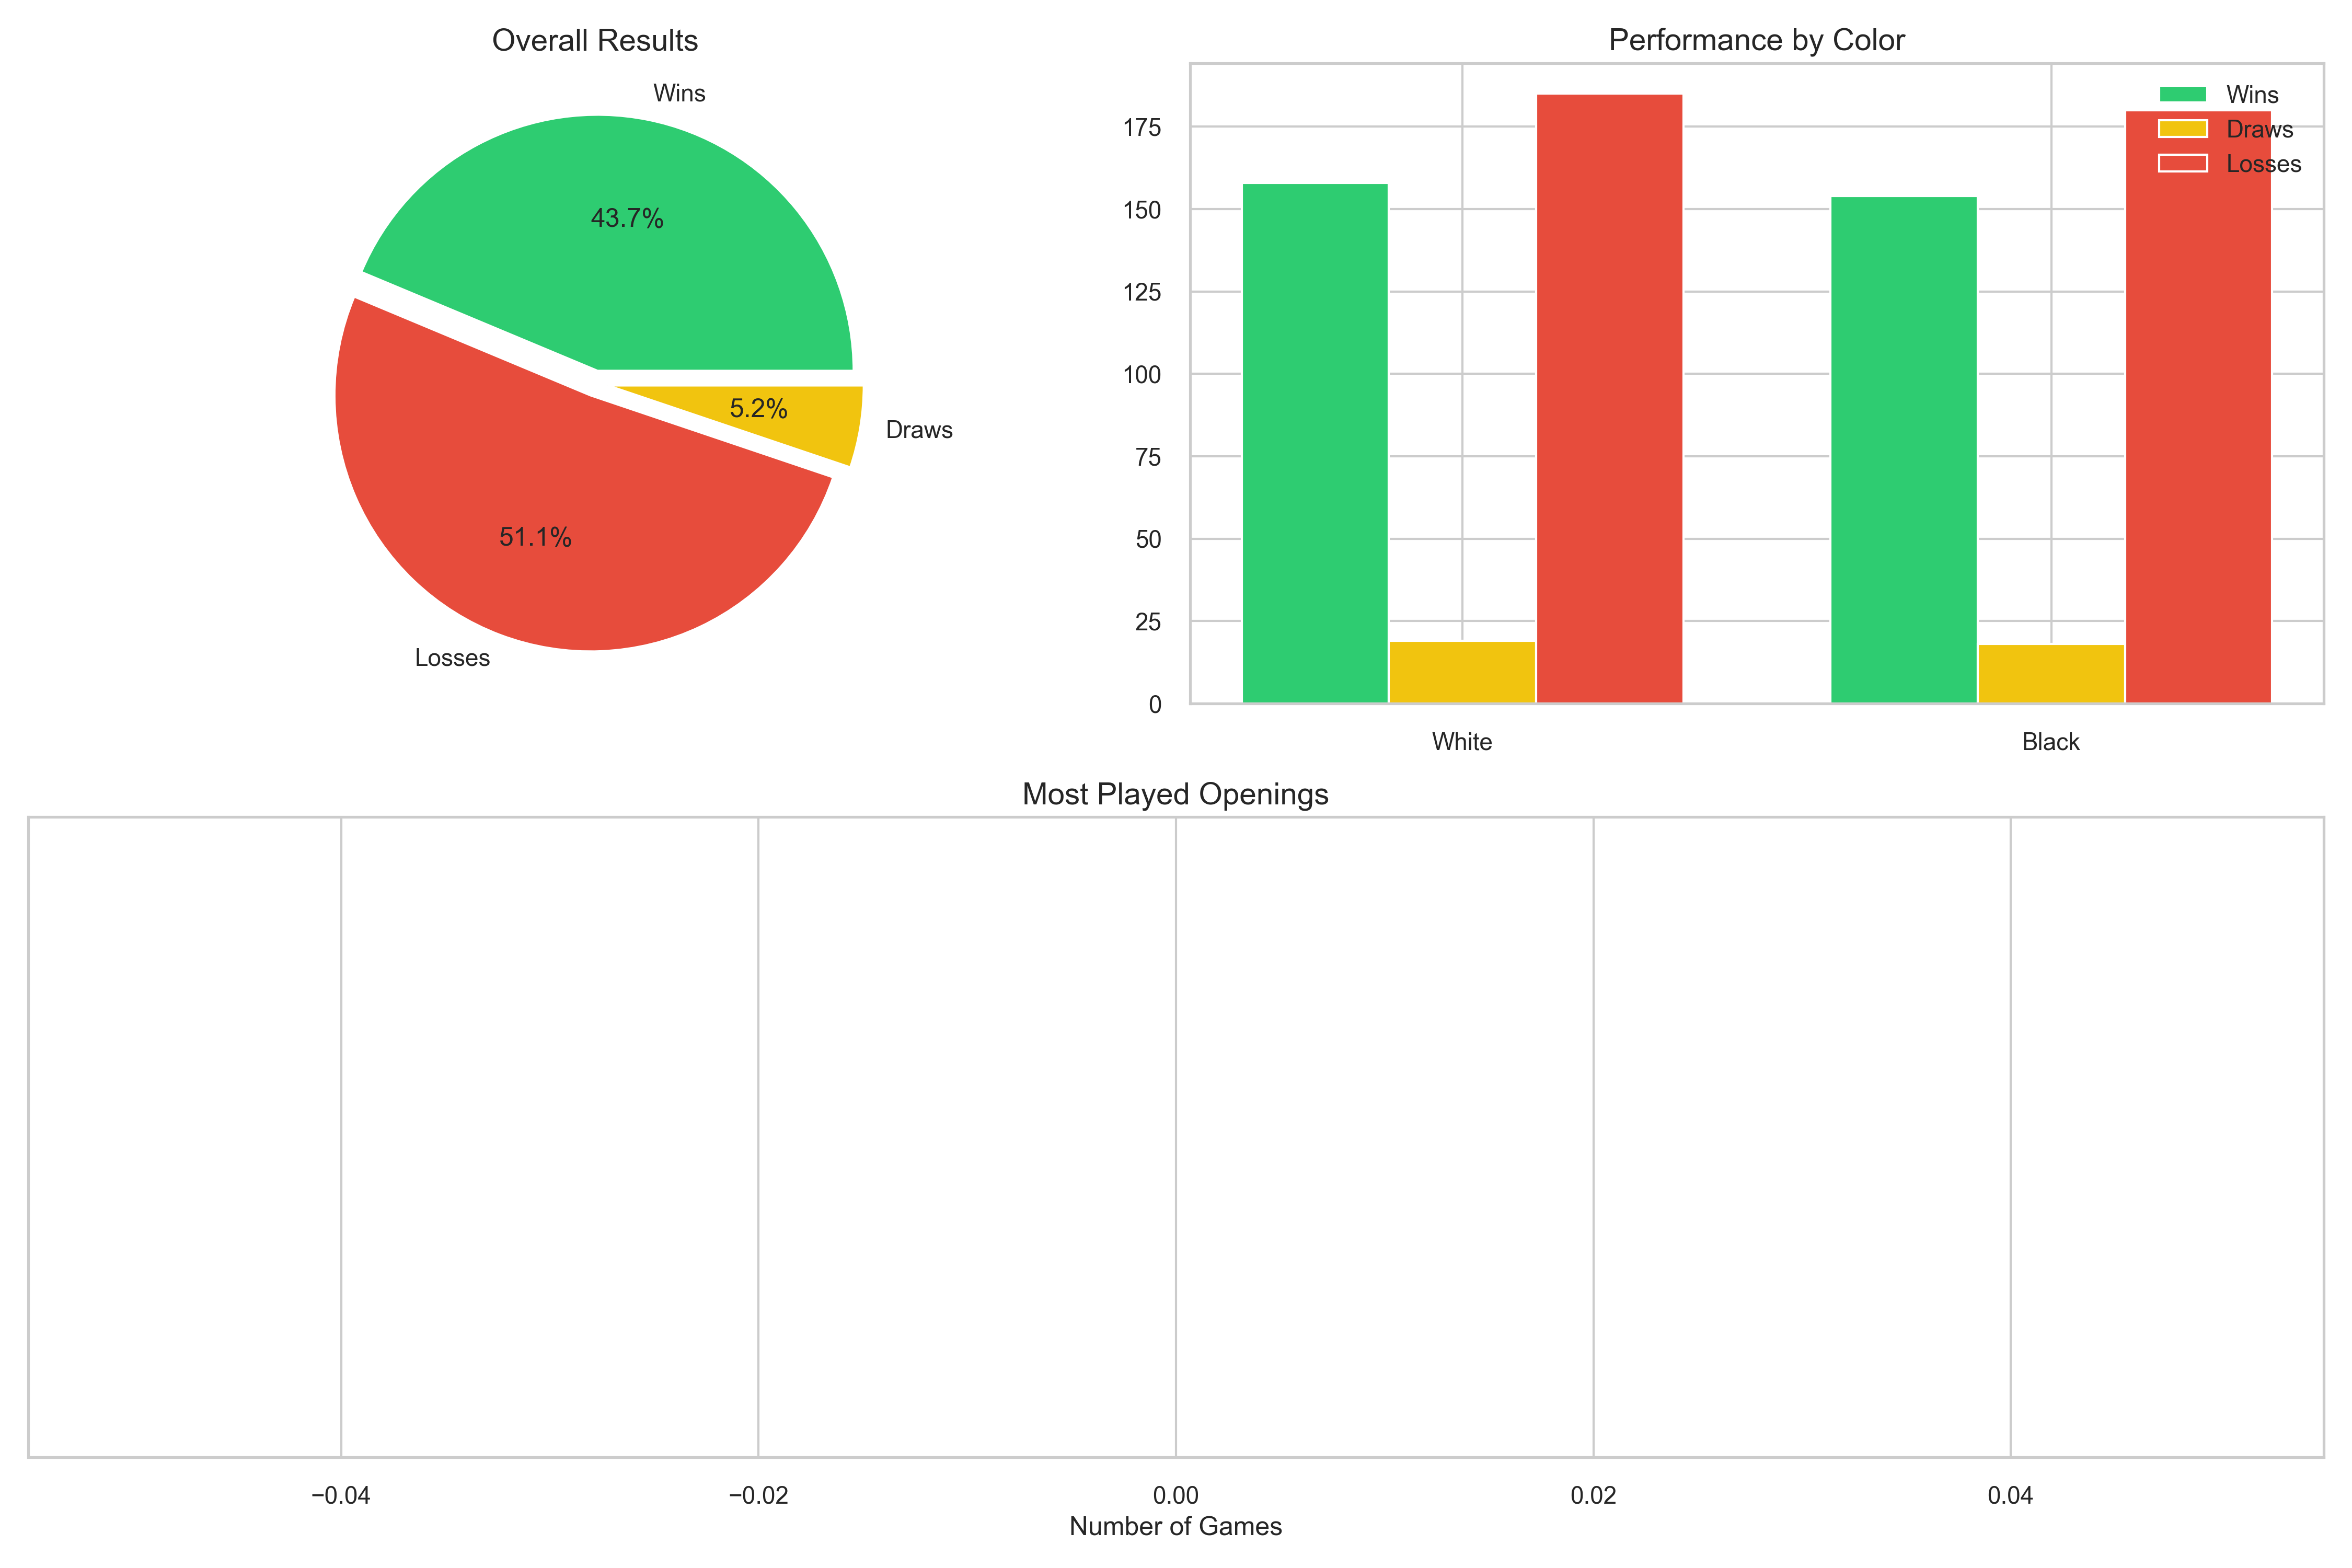 Overall Results
Wins
43.7%
5.2%
Draws
51.1%
Losses
Performance by Color
Wins
Draws
Losses
175
150
125
100
75
50
25
0
White
Black
Most Played Openings
−0.04
−0.02
0.00
0.02
0.04
Number of Games